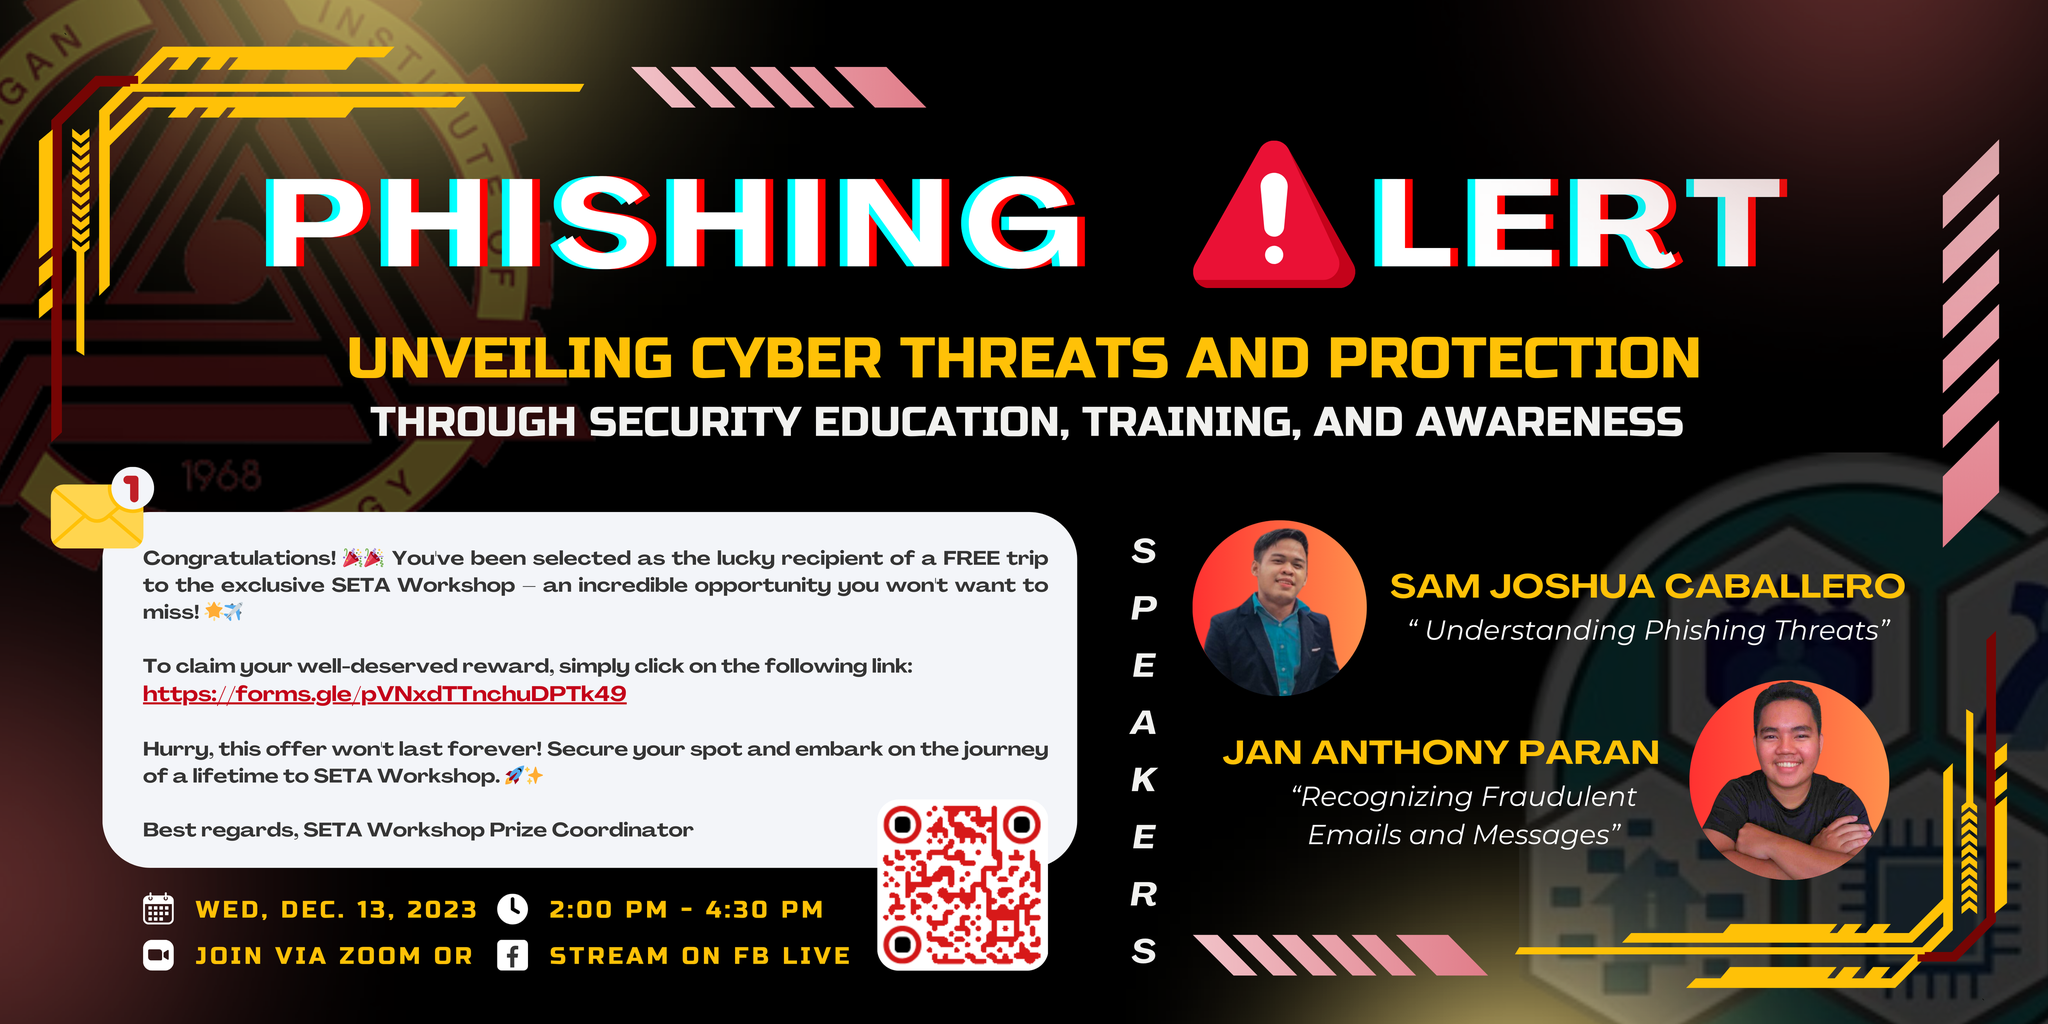 IGAN
INSTITUTE OF
GY
1968
PHISHING LERT
UNVEILING CYBER THREATS AND PROTECTION
THROUGH SECURITY EDUCATION, TRAINING, AND AWARENESS
1
Congratulations! 🎉🎉 You've been selected as the lucky recipient of a FREE trip
to the exclusive SETA Workshop – an incredible opportunity you won't want to
miss! 🌟✈️
To claim your well-deserved reward, simply click on the following link:
https://forms.gle/pVNxdTTnchuDPTk49
Hurry, this offer won't last forever! Secure your spot and embark on the journey
of a lifetime to SETA Workshop. 🚀✨
Best regards, SETA Workshop Prize Coordinator
WED, DEC. 13, 2023
2:00 PM - 4:30 PM
JOIN VIA ZOOM OR
STREAM ON FB LIVE
SPEAKERS
SAM JOSHUA CABALLERO
“ Understanding Phishing Threats”
JAN ANTHONY PARAN
“Recognizing Fraudulent
Emails and Messages”